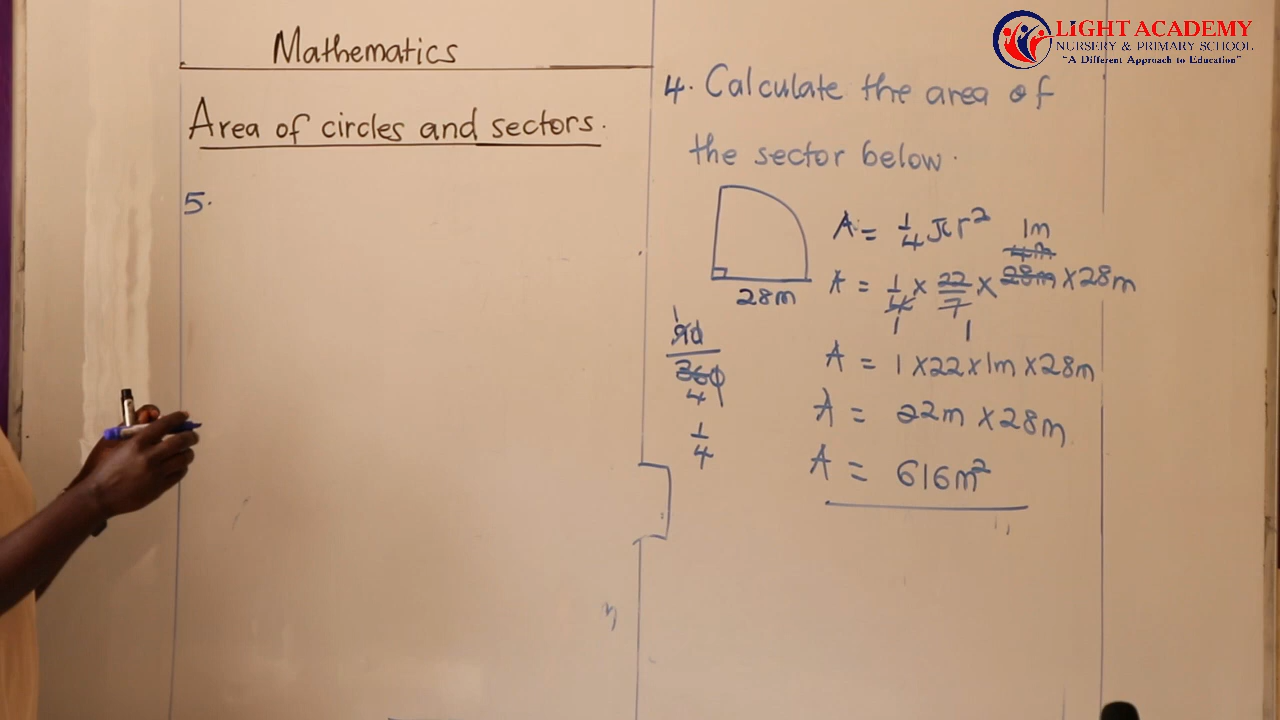 LIGHT ACADEMY
NURSERY & PRIMARY SCHOOL
"A Different Approach to Education"
Mathematics
Area of circles and sectors.
5.
4. Calculate the area of
the sector below.
28m
A = 1/4 πr²
1m
4m
A = 1/4 × 22/7 × 28m × 28m
1 1
A = 1 × 22 × 1m × 28m
A = 22m × 28m
A = 616m²
1
90
360
4
1/4